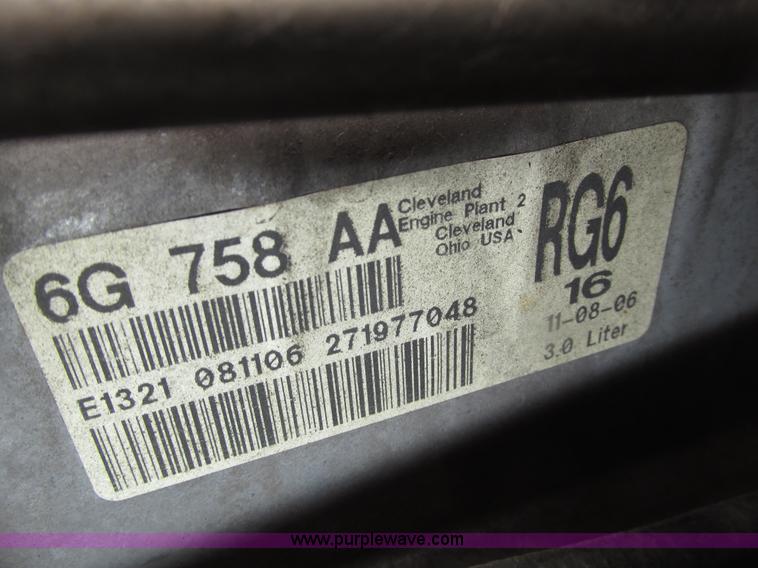 6G 758 AA
Cleveland
Engine Plant 2
Cleveland
Ohio USA
RG6
16
11-08-06
3.0 Liter
E1321 081106 271977048
www.purplewave.com